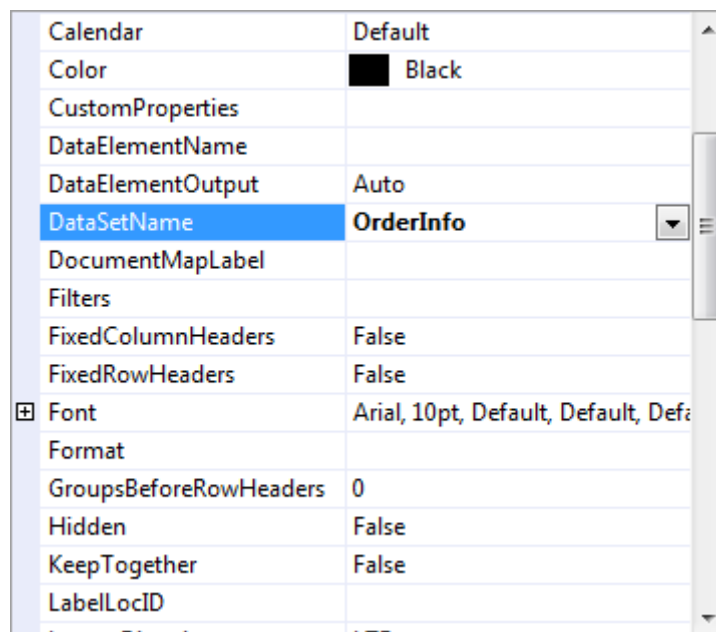 Calendar Default
Color Black
CustomProperties
DataElementName
DataElementOutput Auto
DataSetName OrderInfo
DocumentMapLabel
Filters
FixedColumnHeaders False
FixedRowHeaders False
Font Arial, 10pt, Default, Default, Defa
Format
GroupsBeforeRowHeaders 0
Hidden False
KeepTogether False
LabelLocID